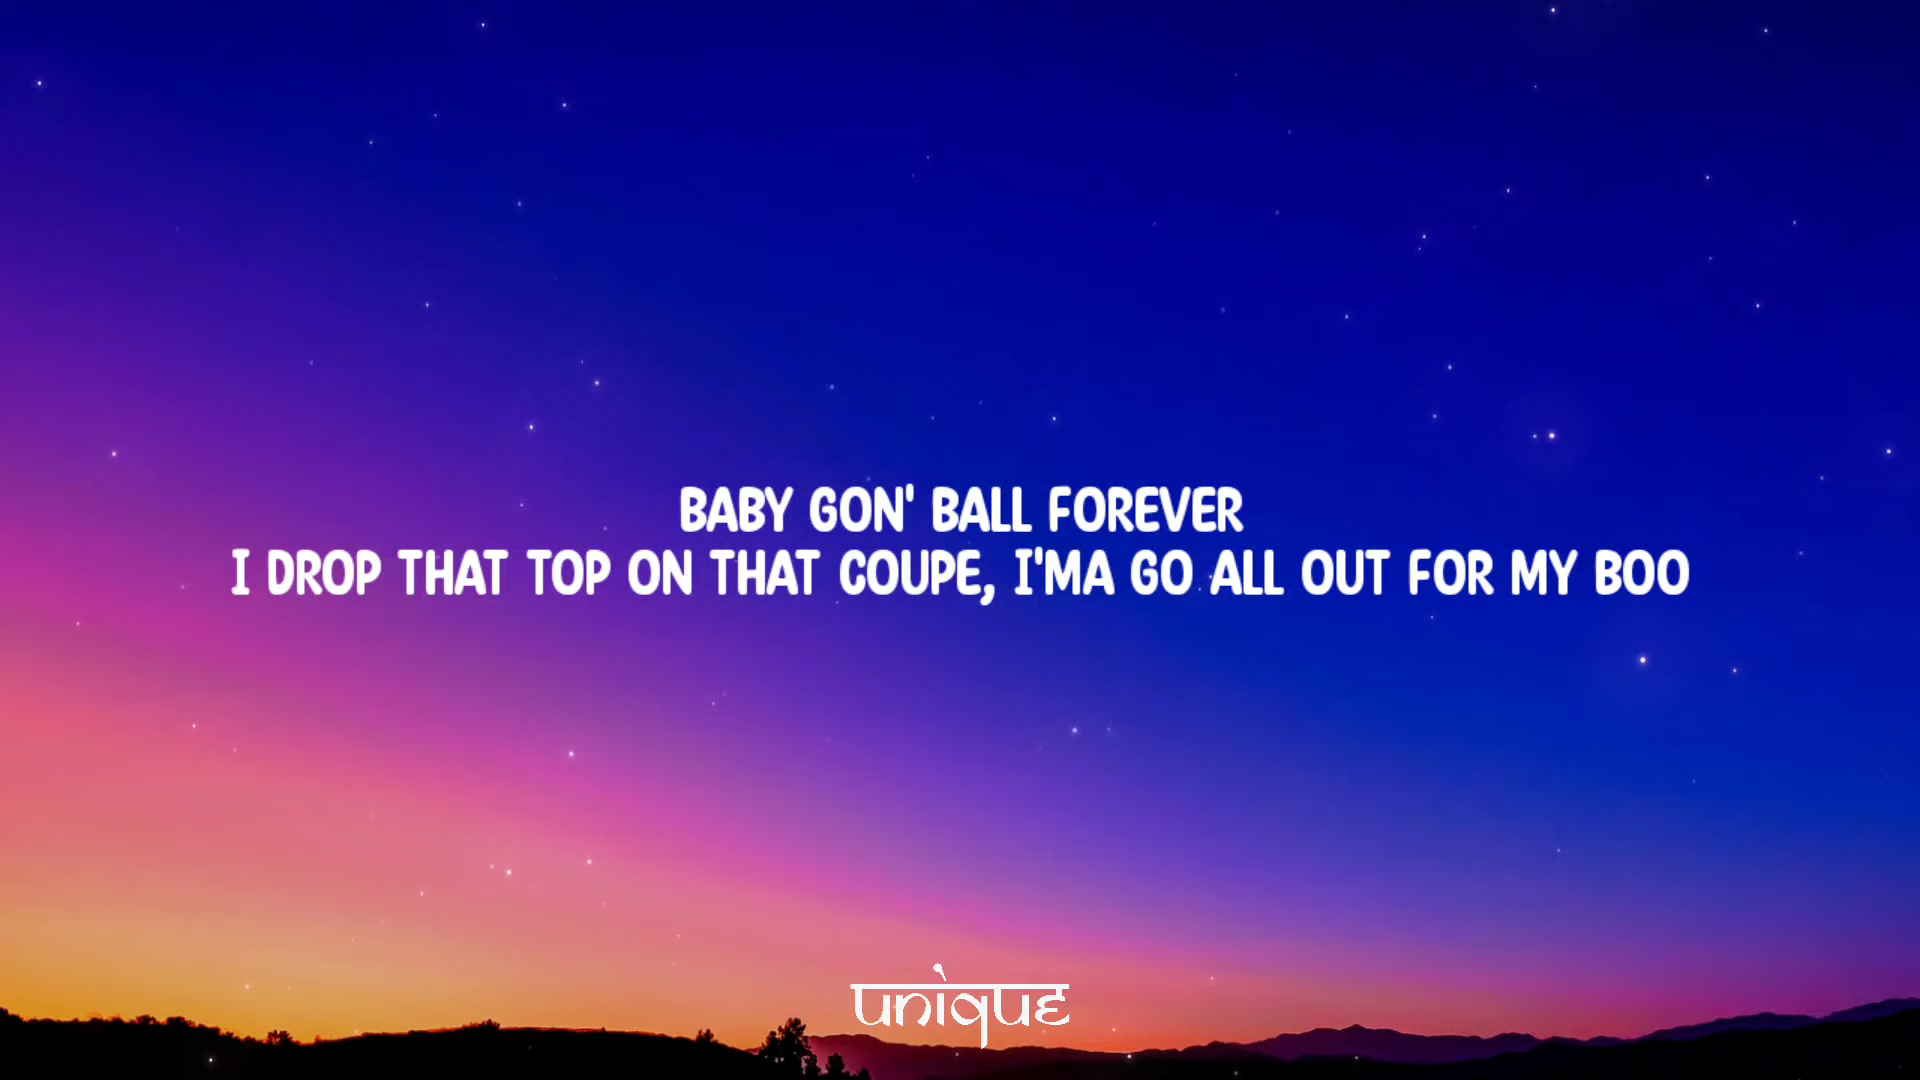 BABY GON' BALL FOREVER
I DROP THAT TOP ON THAT COUPE, I'MA GO ALL OUT FOR MY BOO
unique